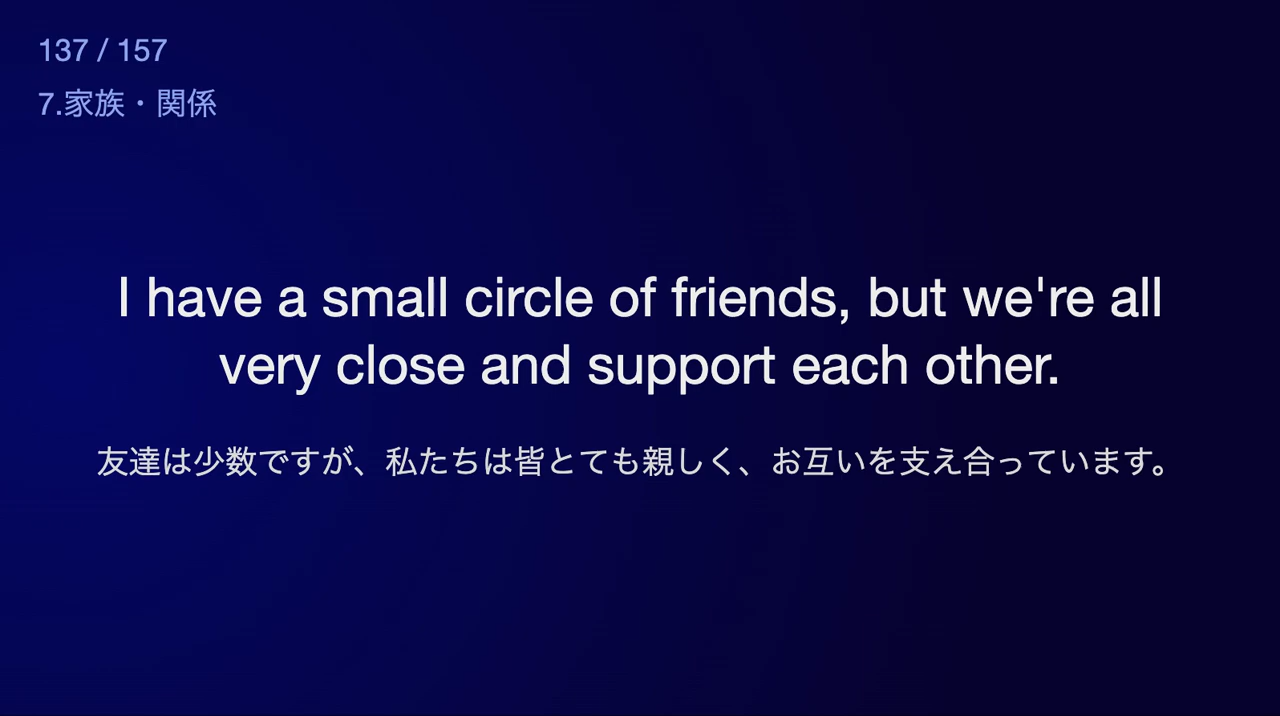 137 / 157
7.家族・関係
I have a small circle of friends, but we're all
very close and support each other.
友達は少数ですが、私たちは皆とても親しく、お互いを支え合っています。